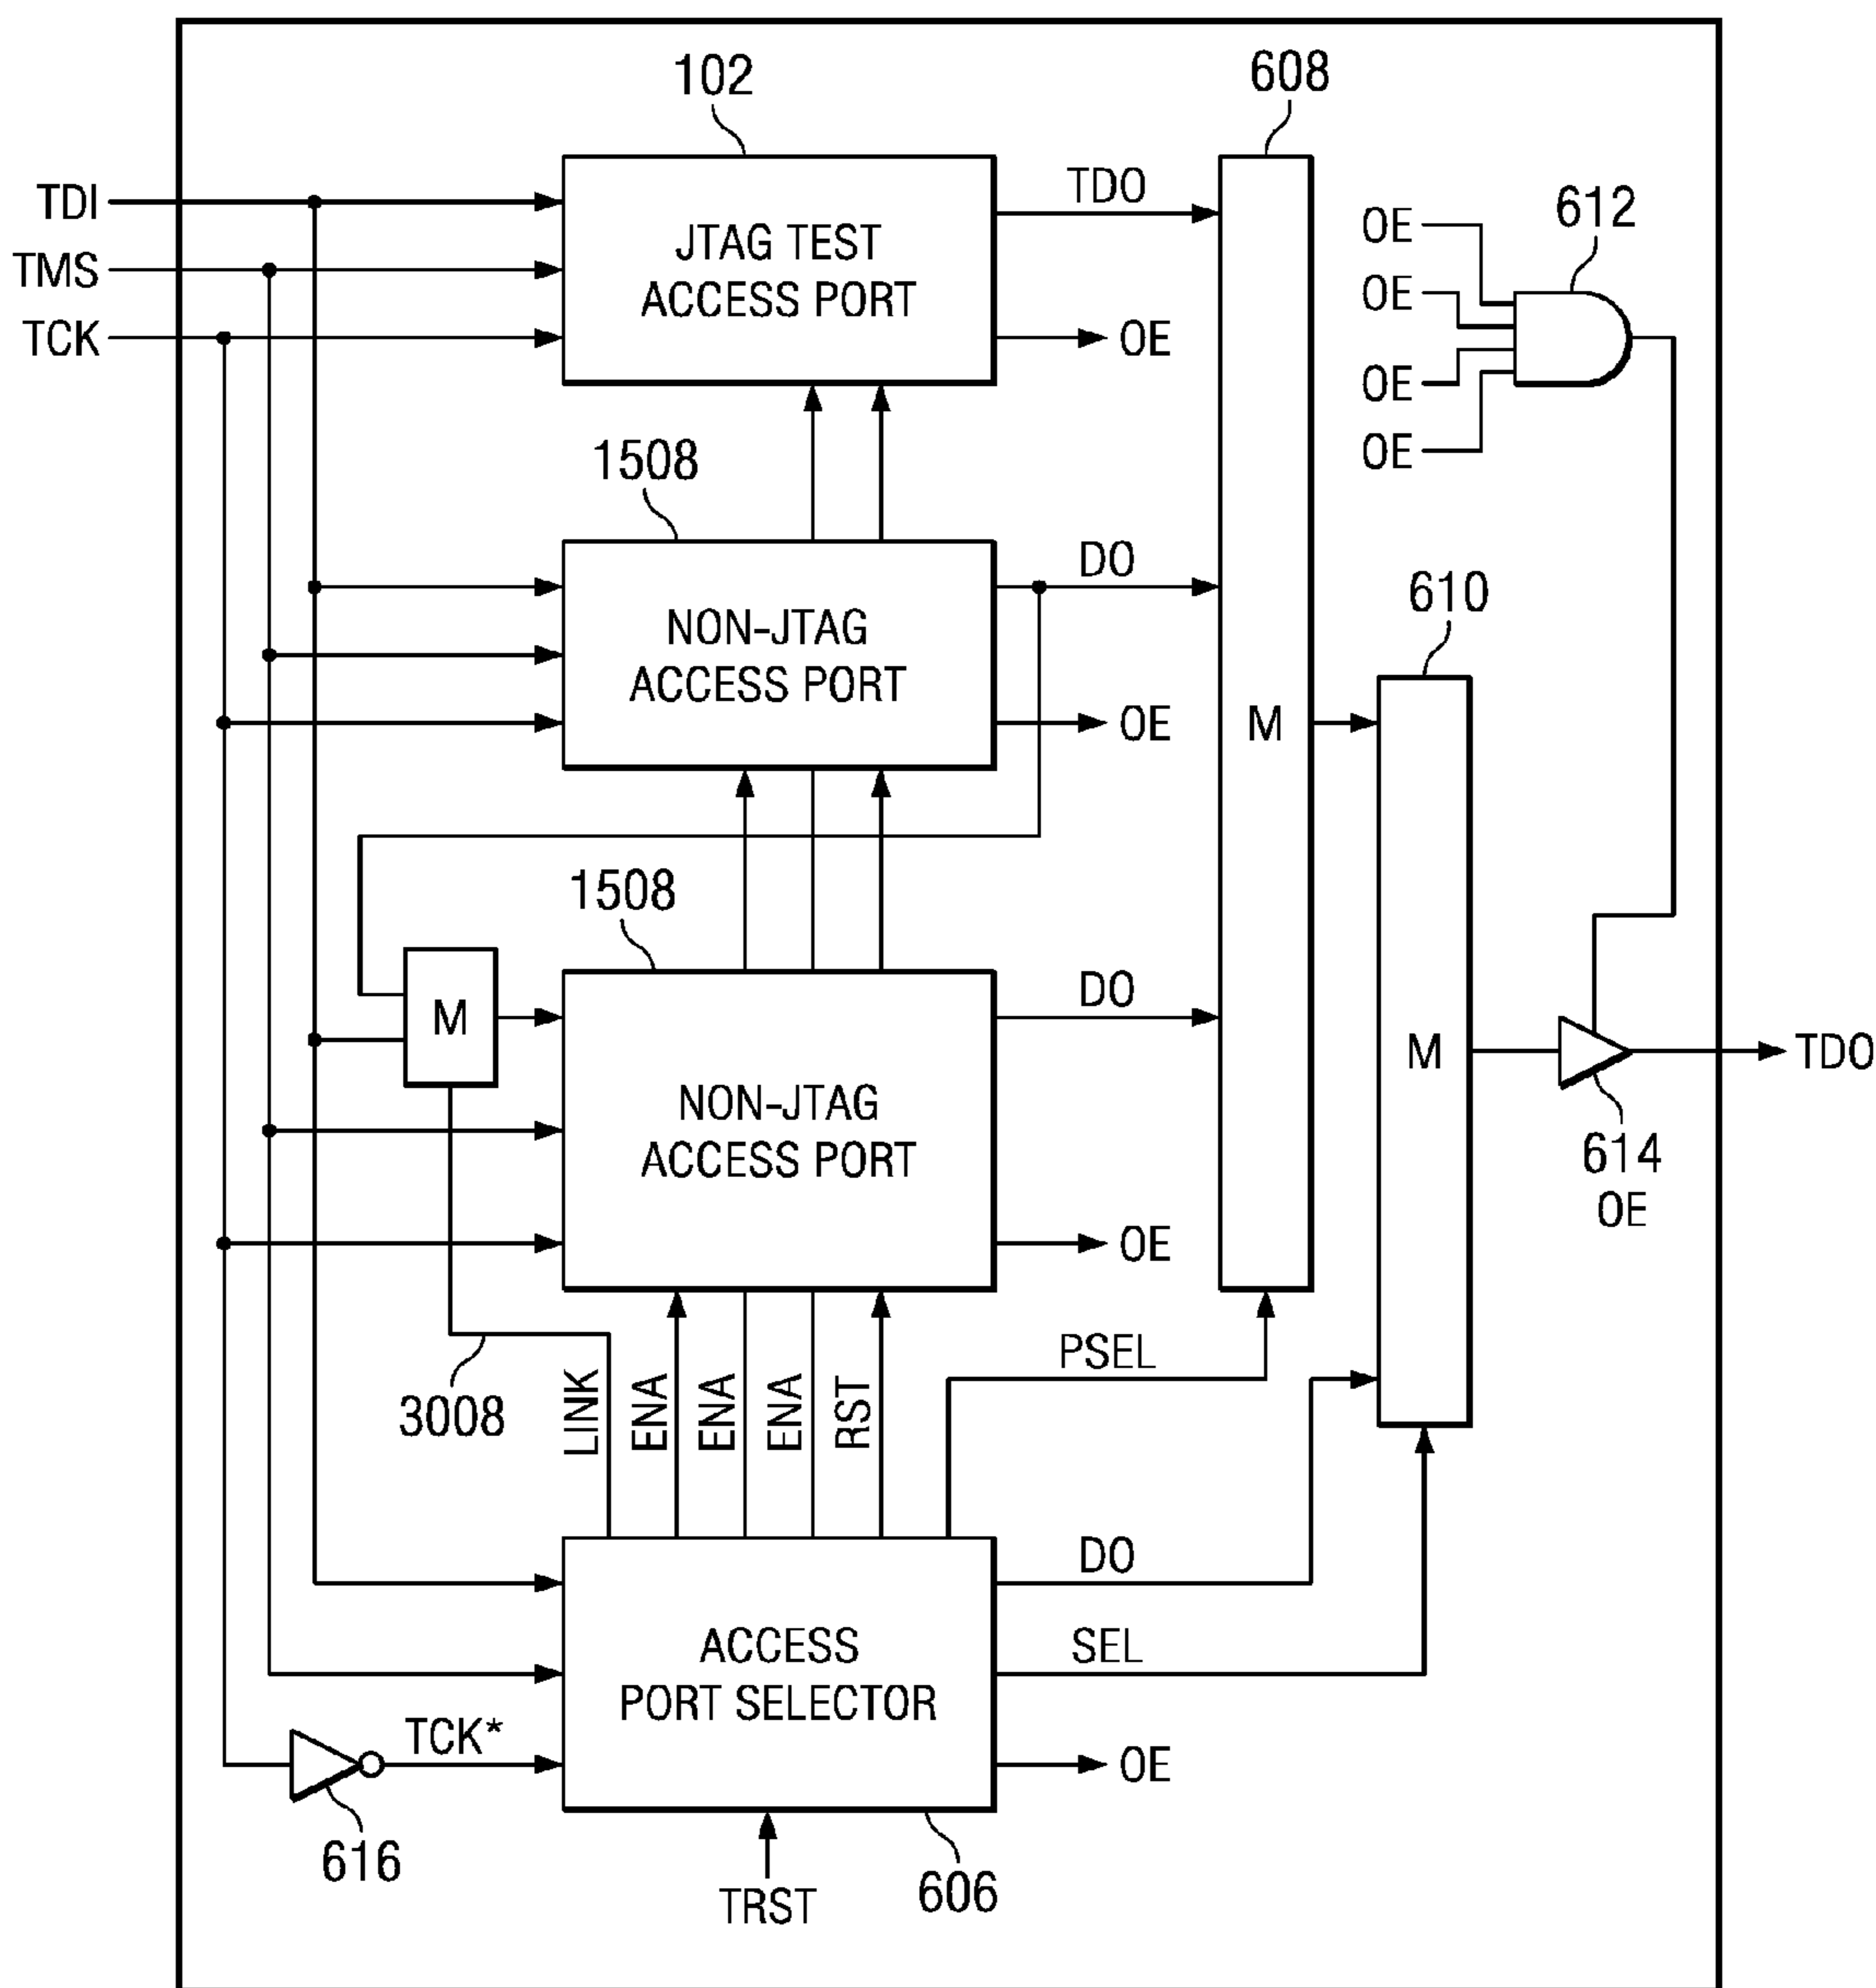 102
608
TDI
TMS
TCK
JTAG TEST
ACCESS PORT
TDO
OE
OE
OE
OE
OE
612
1508
NON-JTAG
ACCESS PORT
DO
OE
M
610
1508
M
NON-JTAG
ACCESS PORT
DO
OE
M
TDO
614
OE
3008
LINK
ENA
ENA
ENA
RST
PSEL
ACCESS
PORT SELECTOR
DO
SEL
OE
TCK*
616
TRST
606